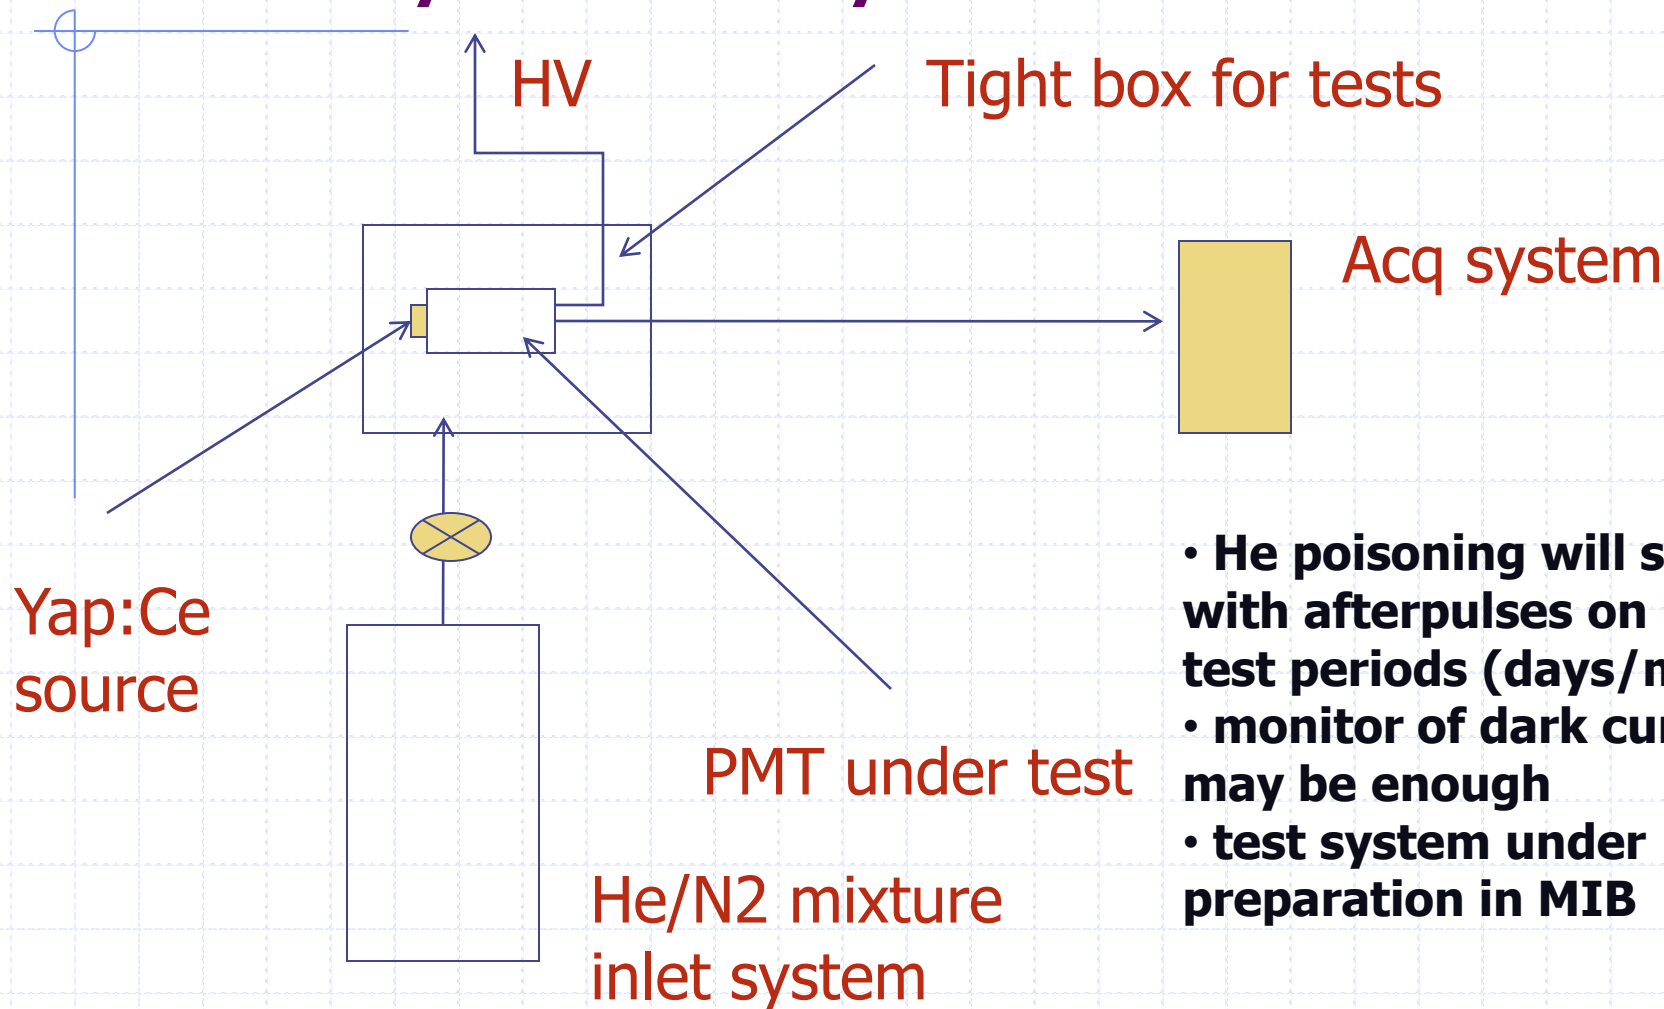 HV
Tight box for tests
Acq system
Yap:Ce
source
PMT under test
He/N2 mixture
inlet system
• He poisoning will
with afterpulses on
test periods
• monitor of dark
may be enough
• test system under
preparation in MIB